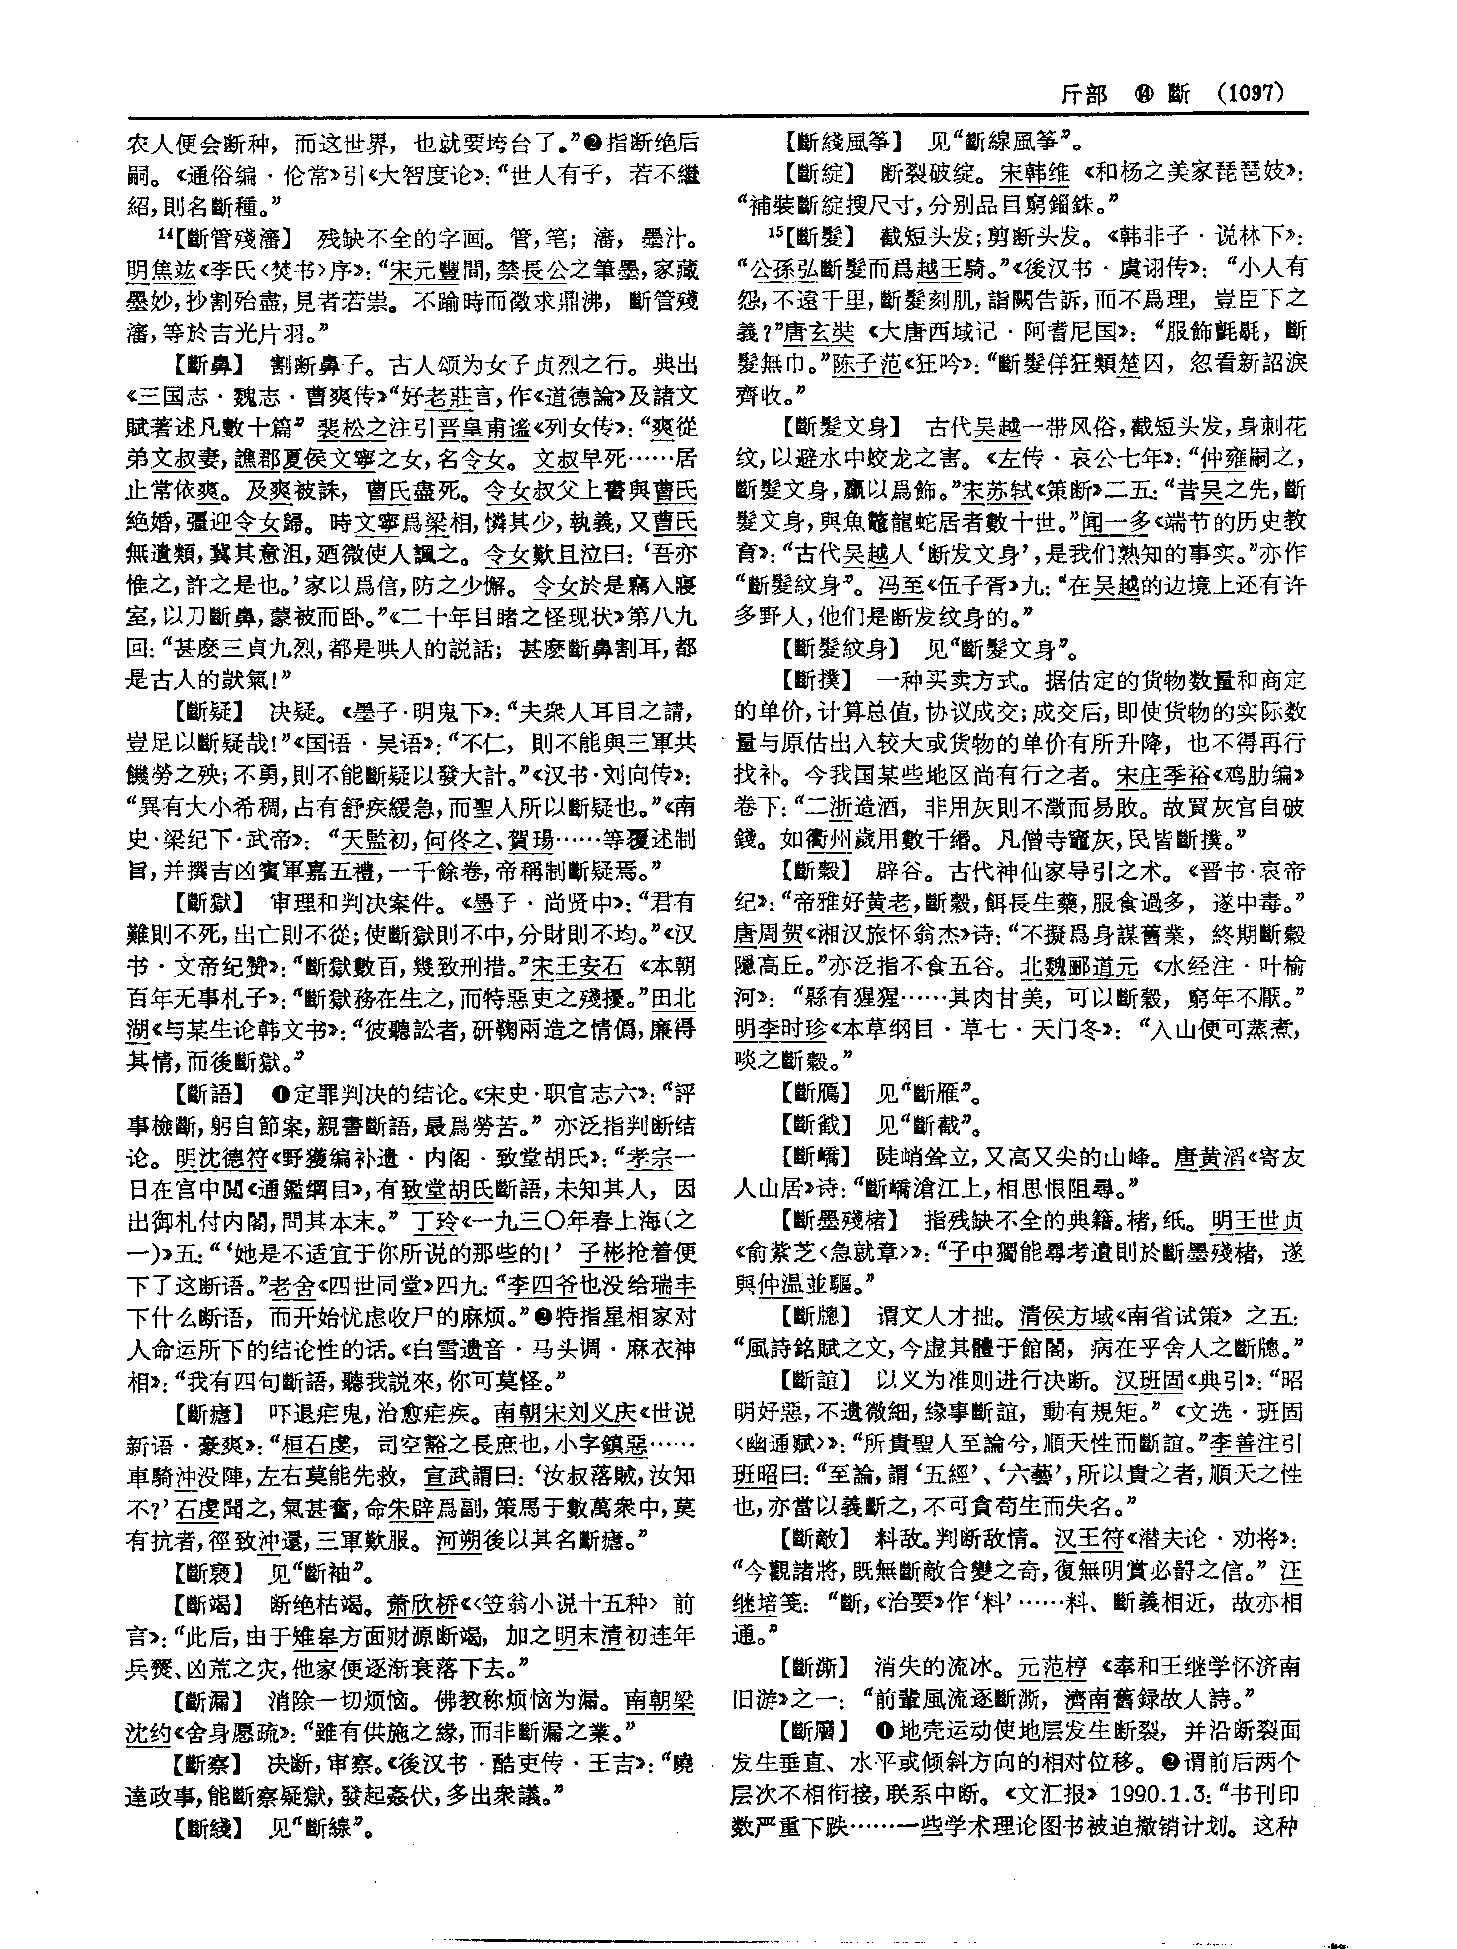 斤部 ⑭ 斷 (1097)
农人便会断种，而这世界，也就要垮台了。”❷指断绝后
嗣。《通俗编·伦常》引《大智度论》：“世人有子，若不繼
紹，則名斷種。”
¹⁴【斷管殘瀋】 残缺不全的字画。管，笔；瀋，墨汁。
明焦竑《李氏〈焚书〉序》：“宋元豐間，禁長公之筆墨，家藏
墨妙，抄割殆盡，見者若祟。不踰時而徵求鼎沸，斷管殘
瀋，等於吉光片羽。”
【斷鼻】 割断鼻子。古人颂为女子贞烈之行。典出
《三国志·魏志·曹爽传》“好老莊言，作《道德論》及諸文
賦著述凡數十篇”裴松之注引晋皇甫谧《列女传》：“爽從
弟文叔妻，譙郡夏侯文寧之女，名令女。文叔早死……居
止常依爽。及爽被誅，曹氏盡死。令女叔父上書與曹氏
絶婚，彊迎令女歸。時文寧爲梁相，憐其少，執義，又曹氏
無遺類，冀其意沮，迺微使人諷之。令女歎且泣曰：‘吾亦
惟之，許之是也。’家以爲信，防之少懈。令女於是竊入寢
室，以刀斷鼻，蒙被而卧。”《二十年目睹之怪现状》第八九
回：“甚麽三貞九烈，都是哄人的説話；甚麽斷鼻割耳，都
是古人的獃氣！”
【斷疑】 决疑。《墨子·明鬼下》：“夫衆人耳目之請，
豈足以斷疑哉！”《国语·吴语》：“不仁，則不能與三軍共
饑勞之殃；不勇，則不能斷疑以發大計。”《汉书·刘向传》：
“異有大小希稠，占有舒疾緩急，而聖人所以斷疑也。”《南
史·梁纪下·武帝》：“天監初，何佟之、賀瑒……等覆述制
旨，并撰吉凶賓軍嘉五禮，一千餘卷，帝稱制斷疑焉。”
【斷獄】 审理和判决案件。《墨子·尚贤中》：“君有
難則不死，出亡則不從；使斷獄則不中，分財則不均。”《汉
书·文帝纪赞》：“斷獄數百，幾致刑措。”宋王安石《本朝
百年无事札子》：“斷獄務在生之，而特惡吏之殘擾。”田北
湖《与某生论韩文书》：“彼聽訟者，研鞫兩造之情僞，廉得
其情，而後斷獄。”
【斷語】 ❶定罪判决的结论。《宋史·职官志六》：“評
事檢斷，躬自節案，親書斷語，最爲勞苦。”亦泛指判断结
论。明沈德符《野獲编补遗·内阁·致堂胡氏》：“孝宗一
日在宫中閲《通鑑綱目》，有致堂胡氏斷語，未知其人，因
出御札付内閣，問其本末。”丁玲《一九三〇年春上海(之
一)》五：“‘她是不适宜于你所说的那些的！’子彬抢着便
下了这断语。”老舍《四世同堂》四九：“李四爷也没给瑞丰
下什么断语，而开始忧虑收尸的麻烦。”❷特指星相家对
人命运所下的结论性的话。《白雪遗音·马头调·麻衣神
相》：“我有四句斷語，聽我説來，你可莫怪。”
【斷瘧】 吓退疟鬼，治愈疟疾。南朝宋刘义庆《世说
新语·豪爽》：“桓石虔，司空豁之長庶也，小字鎮惡……
車騎沖没陣，左右莫能先救，宣武謂曰：‘汝叔落賊，汝知
不？’石虔聞之，氣甚奮，命朱辟爲副，策馬于數萬衆中，莫
有抗者，徑致沖還，三軍歎服。河朔後以其名斷瘧。”
【斷褎】 见“斷袖”。
【斷竭】 断绝枯竭。萧欣桥《〈笠翁小说十五种〉前
言》：“此后，由于雉皋方面财源断竭，加之明末清初连年
兵燹、凶荒之灾，他家便逐渐衰落下去。”
【斷漏】 消除一切烦恼。佛教称烦恼为漏。南朝梁
沈约《舍身愿疏》：“雖有供施之緣，而非斷漏之業。”
【斷察】 决断，审察。《後汉书·酷吏传·王吉》：“曉
達政事，能斷察疑獄，發起姦伏，多出衆議。”
【斷綫】 见“斷線”。
【斷綫風筝】 见“斷線風筝”。
【斷綻】 断裂破绽。宋韩维《和杨之美家琵琶妓》：
“補裝斷綻搜尺寸，分别品目窮錙銖。”
¹⁵【斷髮】 截短头发；剪断头发。《韩非子·说林下》：
“公孫弘斷髮而爲越王騎。”《後汉书·虞诩传》：“小人有
怨，不遠千里，斷髮刻肌，詣闕告訴，而不爲理，豈臣下之
義？”唐玄奘《大唐西域记·阿耆尼国》：“服飾氈毼，斷
髮無巾。”陈子范《狂吟》：“斷髮佯狂類楚囚，忽看新詔淚
齊收。”
【斷髮文身】 古代吴越一带风俗，截短头发，身刺花
纹，以避水中蛟龙之害。《左传·哀公七年》：“仲雍嗣之，
斷髮文身，臝以爲飾。”宋苏轼《策断》二五：“昔吴之先，斷
髮文身，與魚鼈龍蛇居者數十世。”闻一多《端节的历史教
育》：“古代吴越人‘断发文身’，是我们熟知的事实。”亦作
“斷髮紋身”。冯至《伍子胥》九：“在吴越的边境上还有许
多野人，他们是断发纹身的。”
【斷髮紋身】 见“斷髮文身”。
【斷撲】 一种买卖方式。据估定的货物数量和商定
的单价，计算总值，协议成交；成交后，即使货物的实际数
量与原估出入较大或货物的单价有所升降，也不得再行
找补。今我国某些地区尚有行之者。宋庄季裕《鸡肋编》
卷下：“二浙造酒，非用灰則不澂而易敗。故買灰官自破
錢。如衢州歲用數千緡。凡僧寺竈灰，民皆斷撲。”
【斷穀】 辟谷。古代神仙家导引之术。《晋书·哀帝
纪》：“帝雅好黄老，斷穀，餌長生藥，服食過多，遂中毒。”
唐周贺《湘汉旅怀翁杰》诗：“不擬爲身謀舊業，終期斷穀
隱高丘。”亦泛指不食五谷。北魏郦道元《水经注·叶榆
河》：“縣有猩猩……其肉甘美，可以斷穀，窮年不厭。”
明李时珍《本草纲目·草七·天门冬》：“入山便可蒸煮，
啖之斷穀。”
【斷鴈】 见“斷雁”。
【斷戳】 见“斷截”。
【斷嶠】 陡峭耸立，又高又尖的山峰。唐黄滔《寄友
人山居》诗：“斷嶠滄江上，相思恨阻尋。”
【斷墨殘楮】 指残缺不全的典籍。楮，纸。明王世贞
《俞紫芝〈急就章〉》：“子中獨能尋考遺則於斷墨殘楮，遂
與仲温並驅。”
【斷牕】 谓文人才拙。清侯方域《南省试策》之五：
“風詩銘賦之文，今虚其體于館閣，病在乎舍人之斷牕。”
【斷誼】 以义为准则进行决断。汉班固《典引》：“昭
明好惡，不遺微細，缘事斷誼，動有規矩。”《文选·班固
〈幽通赋〉》：“所貴聖人至論兮，順天性而斷誼。”李善注引
班昭曰：“至論，謂‘五經’、‘六藝’，所以貴之者，順天之性
也，亦當以義斷之，不可貪苟生而失名。”
【斷敵】 料敌。判断敌情。汉王符《潜夫论·劝将》：
“今觀諸將，既無斷敵合變之奇，復無明賞必罰之信。”汪
继培笺：“斷，《治要》作‘料’……料、斷義相近，故亦相
通。”
【斷澌】 消失的流冰。元范梈《奉和王继学怀济南
旧游》之一：“前輩風流逐斷澌，濟南舊録故人詩。”
【斷層】 ❶地壳运动使地层发生断裂，并沿断裂面
发生垂直、水平或倾斜方向的相对位移。❷谓前后两个
层次不相衔接，联系中断。《文汇报》1990.1.3：“书刊印
数严重下跌……一些学术理论图书被迫撤销计划。这种